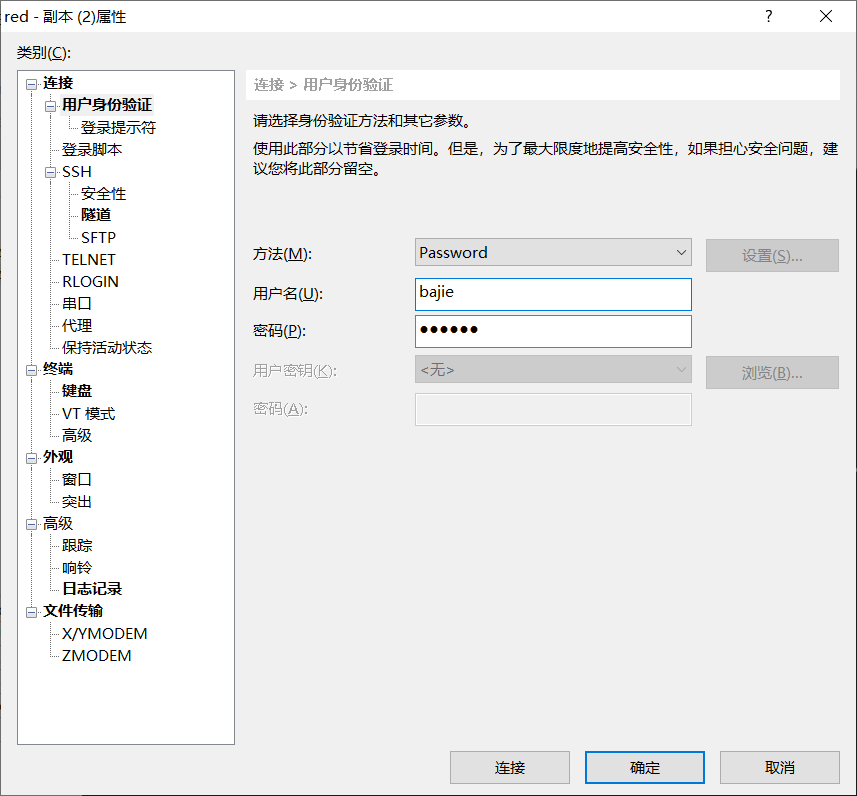 red - 副本 (2)属性
?
类别(C):
连接
用户身份验证
登录提示符
登录脚本
SSH
安全性
隧道
SFTP
TELNET
RLOGIN
串口
代理
保持活动状态
终端
键盘
VT 模式
高级
外观
窗口
突出
高级
跟踪
响铃
日志记录
文件传输
X/YMODEM
ZMODEM
连接 > 用户身份验证
请选择身份验证方法和其它参数。
使用此部分以节省登录时间。但是，为了最大限度地提高安全性，如果担心安全问题，建
议您将此部分留空。
方法(M):
Password
设置(S)...
用户名(U):
bajie
密码(P):
●●●●●●
用户密钥(K):
<无>
浏览(B)...
密码(A):
连接
确定
取消